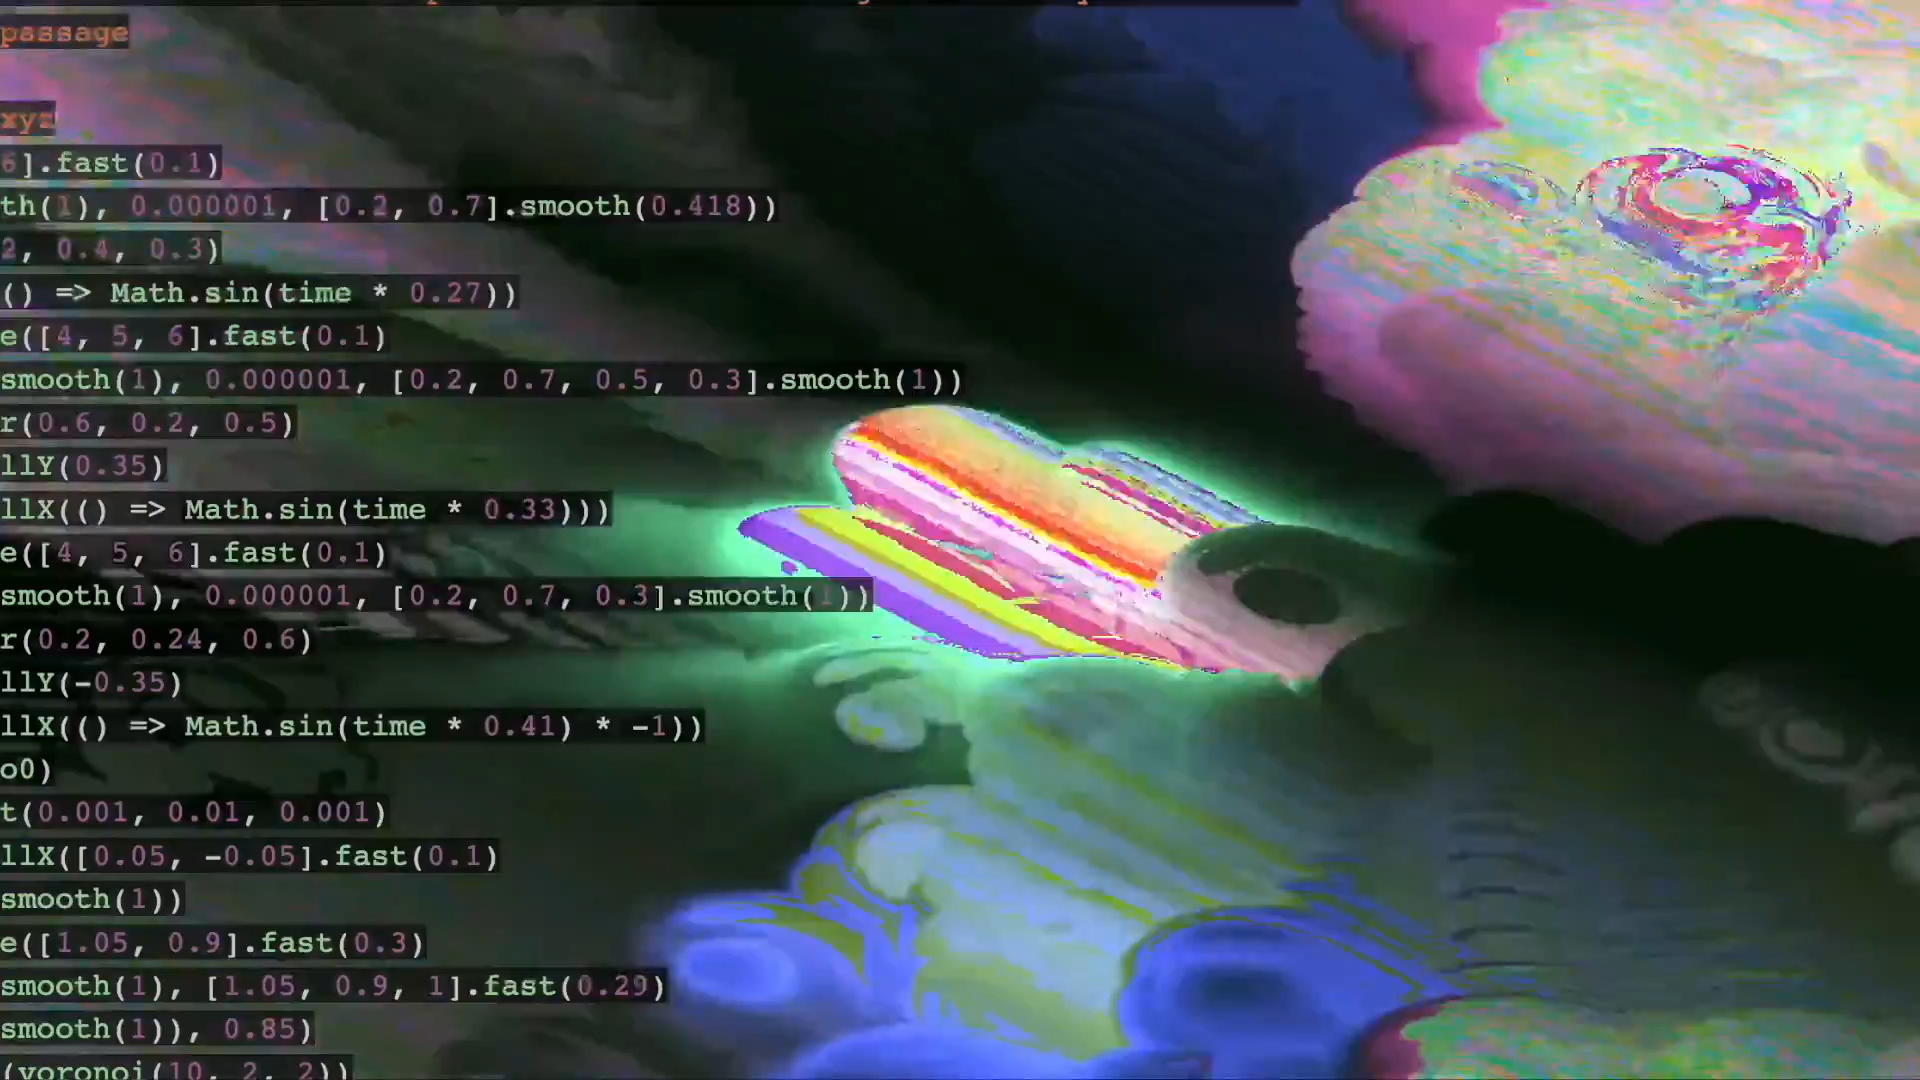 passage
xyz
6].fast(0.1)
th(1), 0.000001, [0.2, 0.7].smooth(0.418))
2, 0.4, 0.3)
() => Math.sin(time * 0.27))
e([4, 5, 6].fast(0.1)
smooth(1), 0.000001, [0.2, 0.7, 0.5, 0.3].smooth(1))
r(0.6, 0.2, 0.5)
llY(0.35)
llX(() => Math.sin(time * 0.33)))
e([4, 5, 6].fast(0.1)
smooth(1), 0.000001, [0.2, 0.7, 0.3].smooth(1))
r(0.2, 0.24, 0.6)
llY(-0.35)
llX(() => Math.sin(time * 0.41) * -1))
o0)
t(0.001, 0.01, 0.001)
llX([0.05, -0.05].fast(0.1)
smooth(1))
e([1.05, 0.9].fast(0.3)
smooth(1), [1.05, 0.9, 1].fast(0.29)
smooth(1)), 0.85)
(voronoi(10, 2, 2))